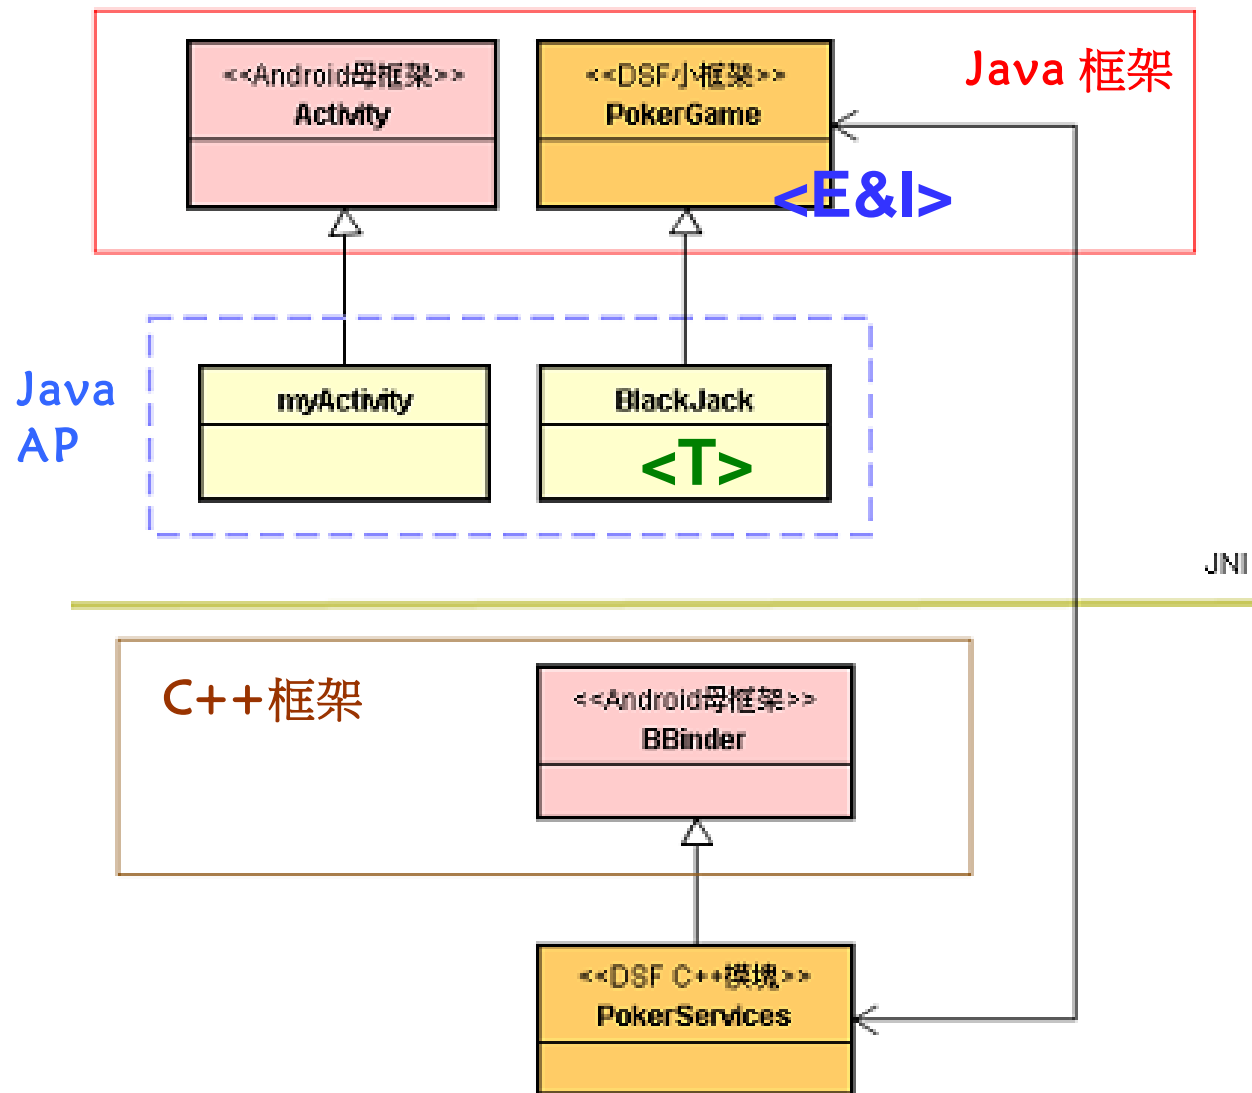 <<Android母框架>>
Activity
<<DSF小框架>>
PokerGame
Java 框架
<E&I>
Java
AP
myActivity
BlackJack
<T>
JNI
C++框架
<<Android母框架>>
BBinder
<<DSF C++模塊>>
PokerServices